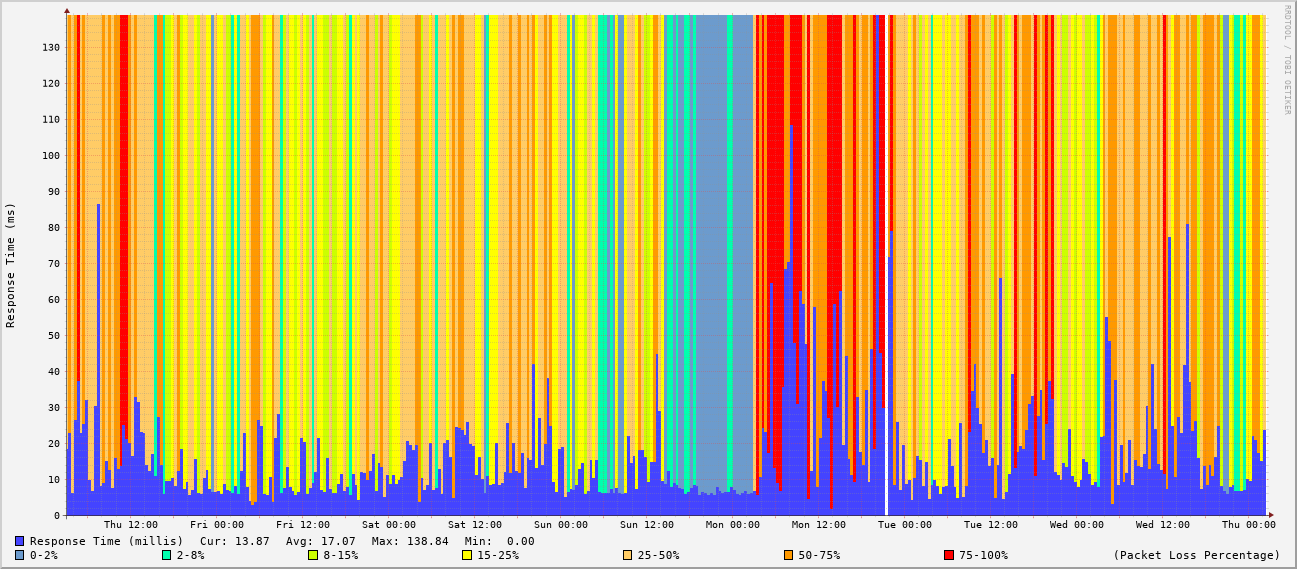 RRDTOOL / TOBI OETIKER
Response Time (ms)
130
120
110
100
90
80
70
60
50
40
30
20
10
0
Thu 12:00 Fri 00:00 Fri 12:00 Sat 00:00 Sat 12:00 Sun 00:00 Sun 12:00 Mon 00:00 Mon 12:00 Tue 00:00 Tue 12:00 Wed 00:00 Wed 12:00 Thu 00:00
Response Time (millis) Cur: 13.87 Avg: 17.07 Max: 138.84 Min: 0.00
0-2% 2-8% 8-15% 15-25% 25-50% 50-75% 75-100% (Packet Loss Percentage)